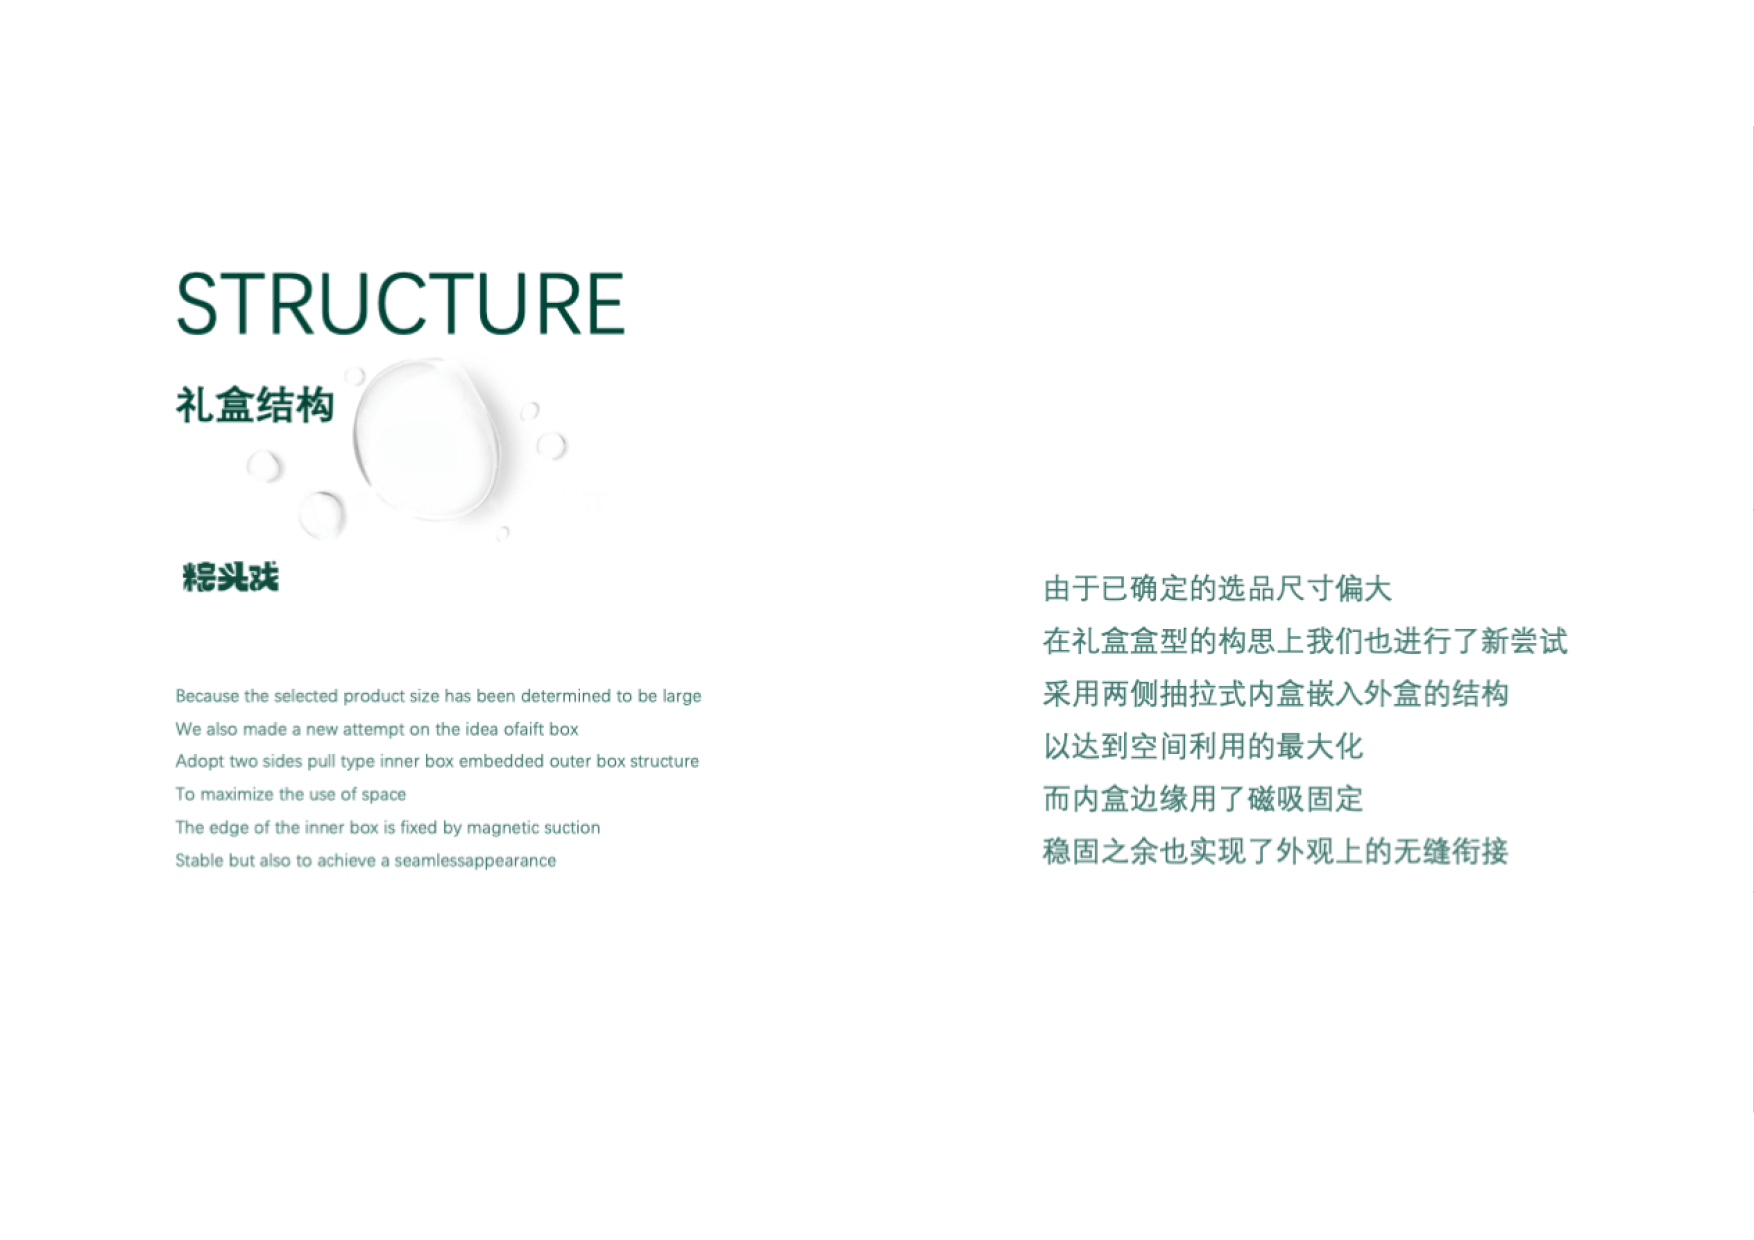 STRUCTURE
礼盒结构
粽头戏
Because the selected product size has been determined to be large
We also made a new attempt on the idea ofaift box
Adopt two sides pull type inner box embedded outer box structure
To maximize the use of space
The edge of the inner box is fixed by magnetic suction
Stable but also to achieve a seamlessappearance
由于已确定的选品尺寸偏大
在礼盒盒型的构思上我们也进行了新尝试
采用两侧抽拉式内盒嵌入外盒的结构
以达到空间利用的最大化
而内盒边缘用了磁吸固定
稳固之余也实现了外观上的无缝衔接